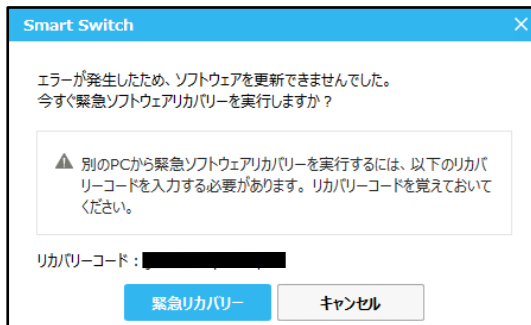 Smart Switch
エラーが発生したため、ソフトウェアを更新できませんでした。
今すぐ緊急ソフトウェアリカバリーを実行しますか？
別のPCから緊急ソフトウェアリカバリーを実行するには、以下のリカバ
リーコードを入力する必要があります。リカバリーコードを覚えておいて
ください。
リカバリーコード：
緊急リカバリー キャンセル